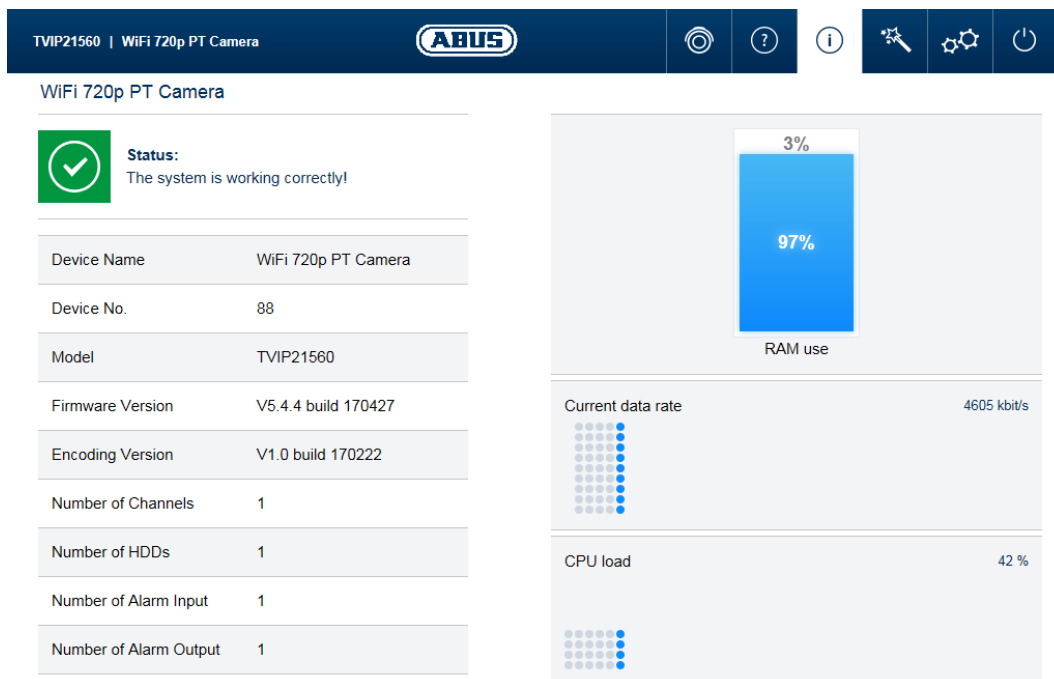 TVIP21560 | WiFi 720p PT Camera
ABUS
?
i
WiFi 720p PT Camera
Status:
The system is working correctly!
Device Name WiFi 720p PT Camera
Device No. 88
Model TVIP21560
Firmware Version V5.4.4 build 170427
Encoding Version V1.0 build 170222
Number of Channels 1
Number of HDDs 1
Number of Alarm Input 1
Number of Alarm Output 1
3%
97%
RAM use
Current data rate 4605 kbit/s
CPU load 42 %